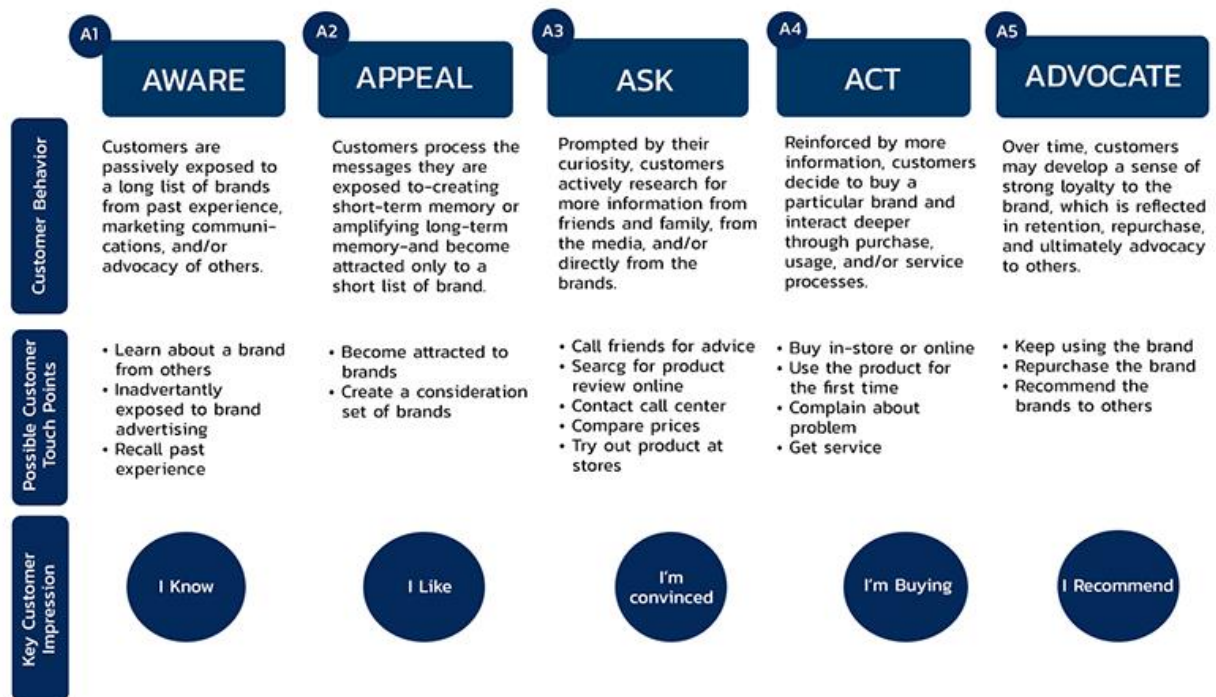 A1
AWARE
A2
APPEAL
A3
ASK
A4
ACT
A5
ADVOCATE
Customer Behavior
Customers are
passively exposed to
a long list of brands
from past experience,
marketing communi-
cations, and/or
advocacy of others.
Customers process the
messages they are
exposed to-creating
short-term memory or
amplifying long-term
memory-and become
attracted only to a
short list of brand.
Prompted by their
curiosity, customers
actively research for
more information from
friends and family, from
the media, and/or
directly from the
brands.
Reinforced by more
information, customers
decide to buy a
particular brand and
interact deeper
through purchase,
usage, and/or service
processes.
Over time, customers
may develop a sense of
strong loyalty to the
brand, which is reflected
in retention, repurchase,
and ultimately advocacy
to others.
Possible Customer
Touch Points
• Learn about a brand
from others
• Inadvertantly
exposed to brand
advertising
• Recall past
experience
• Become attracted to
brands
• Create a consideration
set of brands
• Call friends for advice
• Searcg for product
review online
• Contact call center
• Compare prices
• Try out product at
stores
• Buy in-store or online
• Use the product for
the first time
• Complain about
problem
• Get service
• Keep using the brand
• Repurchase the brand
• Recommend the
brands to others
Key Customer
Impression
I Know
I Like
I'm
convinced
I'm Buying
I Recommend